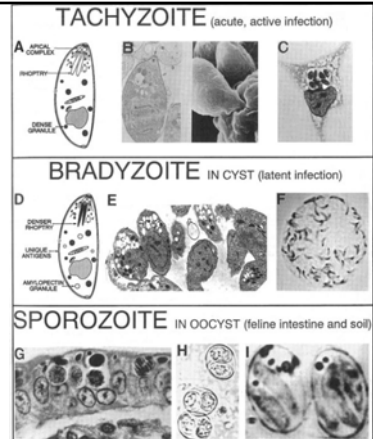 TACHYZOITE (acute, active infection)
A
APICAL
COMPLEX
RHOPTRY
DENSE
GRANULE
B
C
BRADYZOITE IN CYST (latent infection)
D
DENSER
RHOPTRY
UNIQUE
ANTIGENS
AMYLOPECTIN
GRANULE
E
F
SPOROZOITE IN OOCYST (feline intestine and soil)
G
H
I